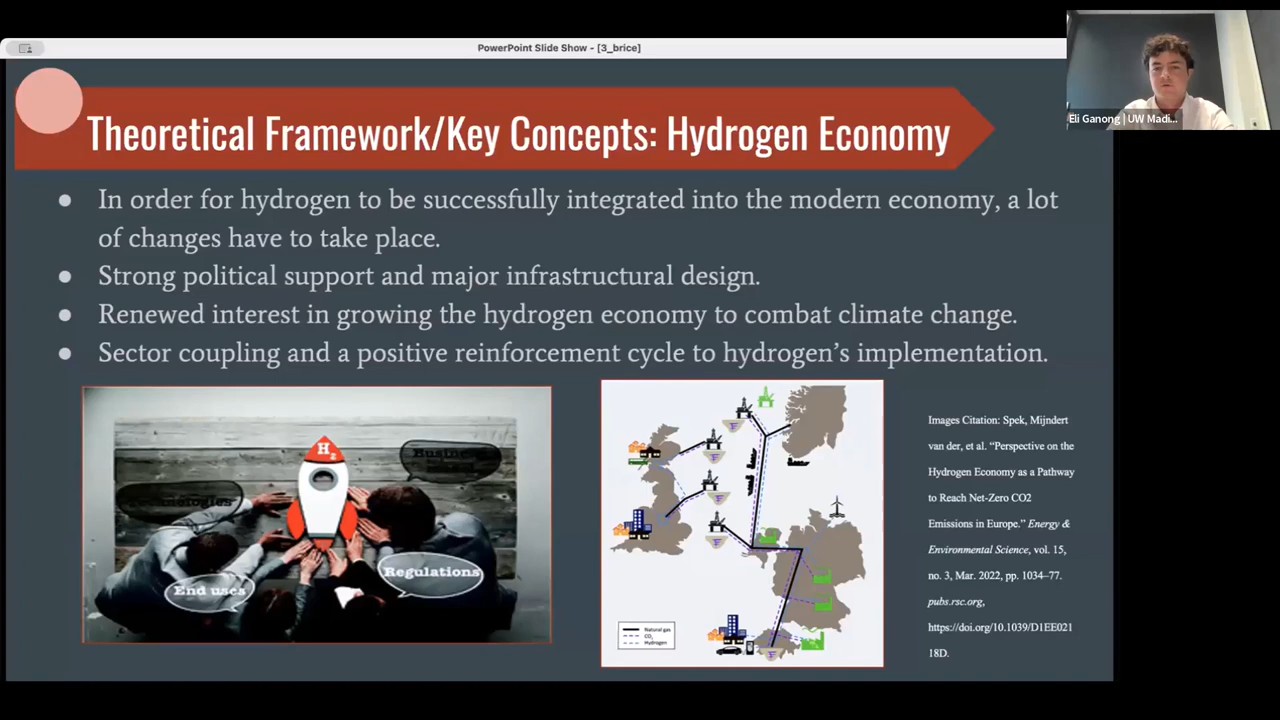 PowerPoint Slide Show - [3_brice]
Eli Ganong | UW Madi...
Theoretical Framework/Key Concepts: Hydrogen Economy
● In order for hydrogen to be successfully integrated into the modern economy, a lot
of changes have to take place.
● Strong political support and major infrastructural design.
● Renewed interest in growing the hydrogen economy to combat climate change.
● Sector coupling and a positive reinforcement cycle to hydrogen's implementation.
H2
Technologies
End uses
Regulations
Natural gas
CO2
Hydrogen
Images Citation: Spek, Mijndert
van der, et al. “Perspective on the
Hydrogen Economy as a Pathway
to Reach Net-Zero CO2
Emissions in Europe.” Energy &
Environmental Science, vol. 15,
no. 3, Mar. 2022, pp. 1034–77.
pubs.rsc.org,
https://doi.org/10.1039/D1EE021
18D.